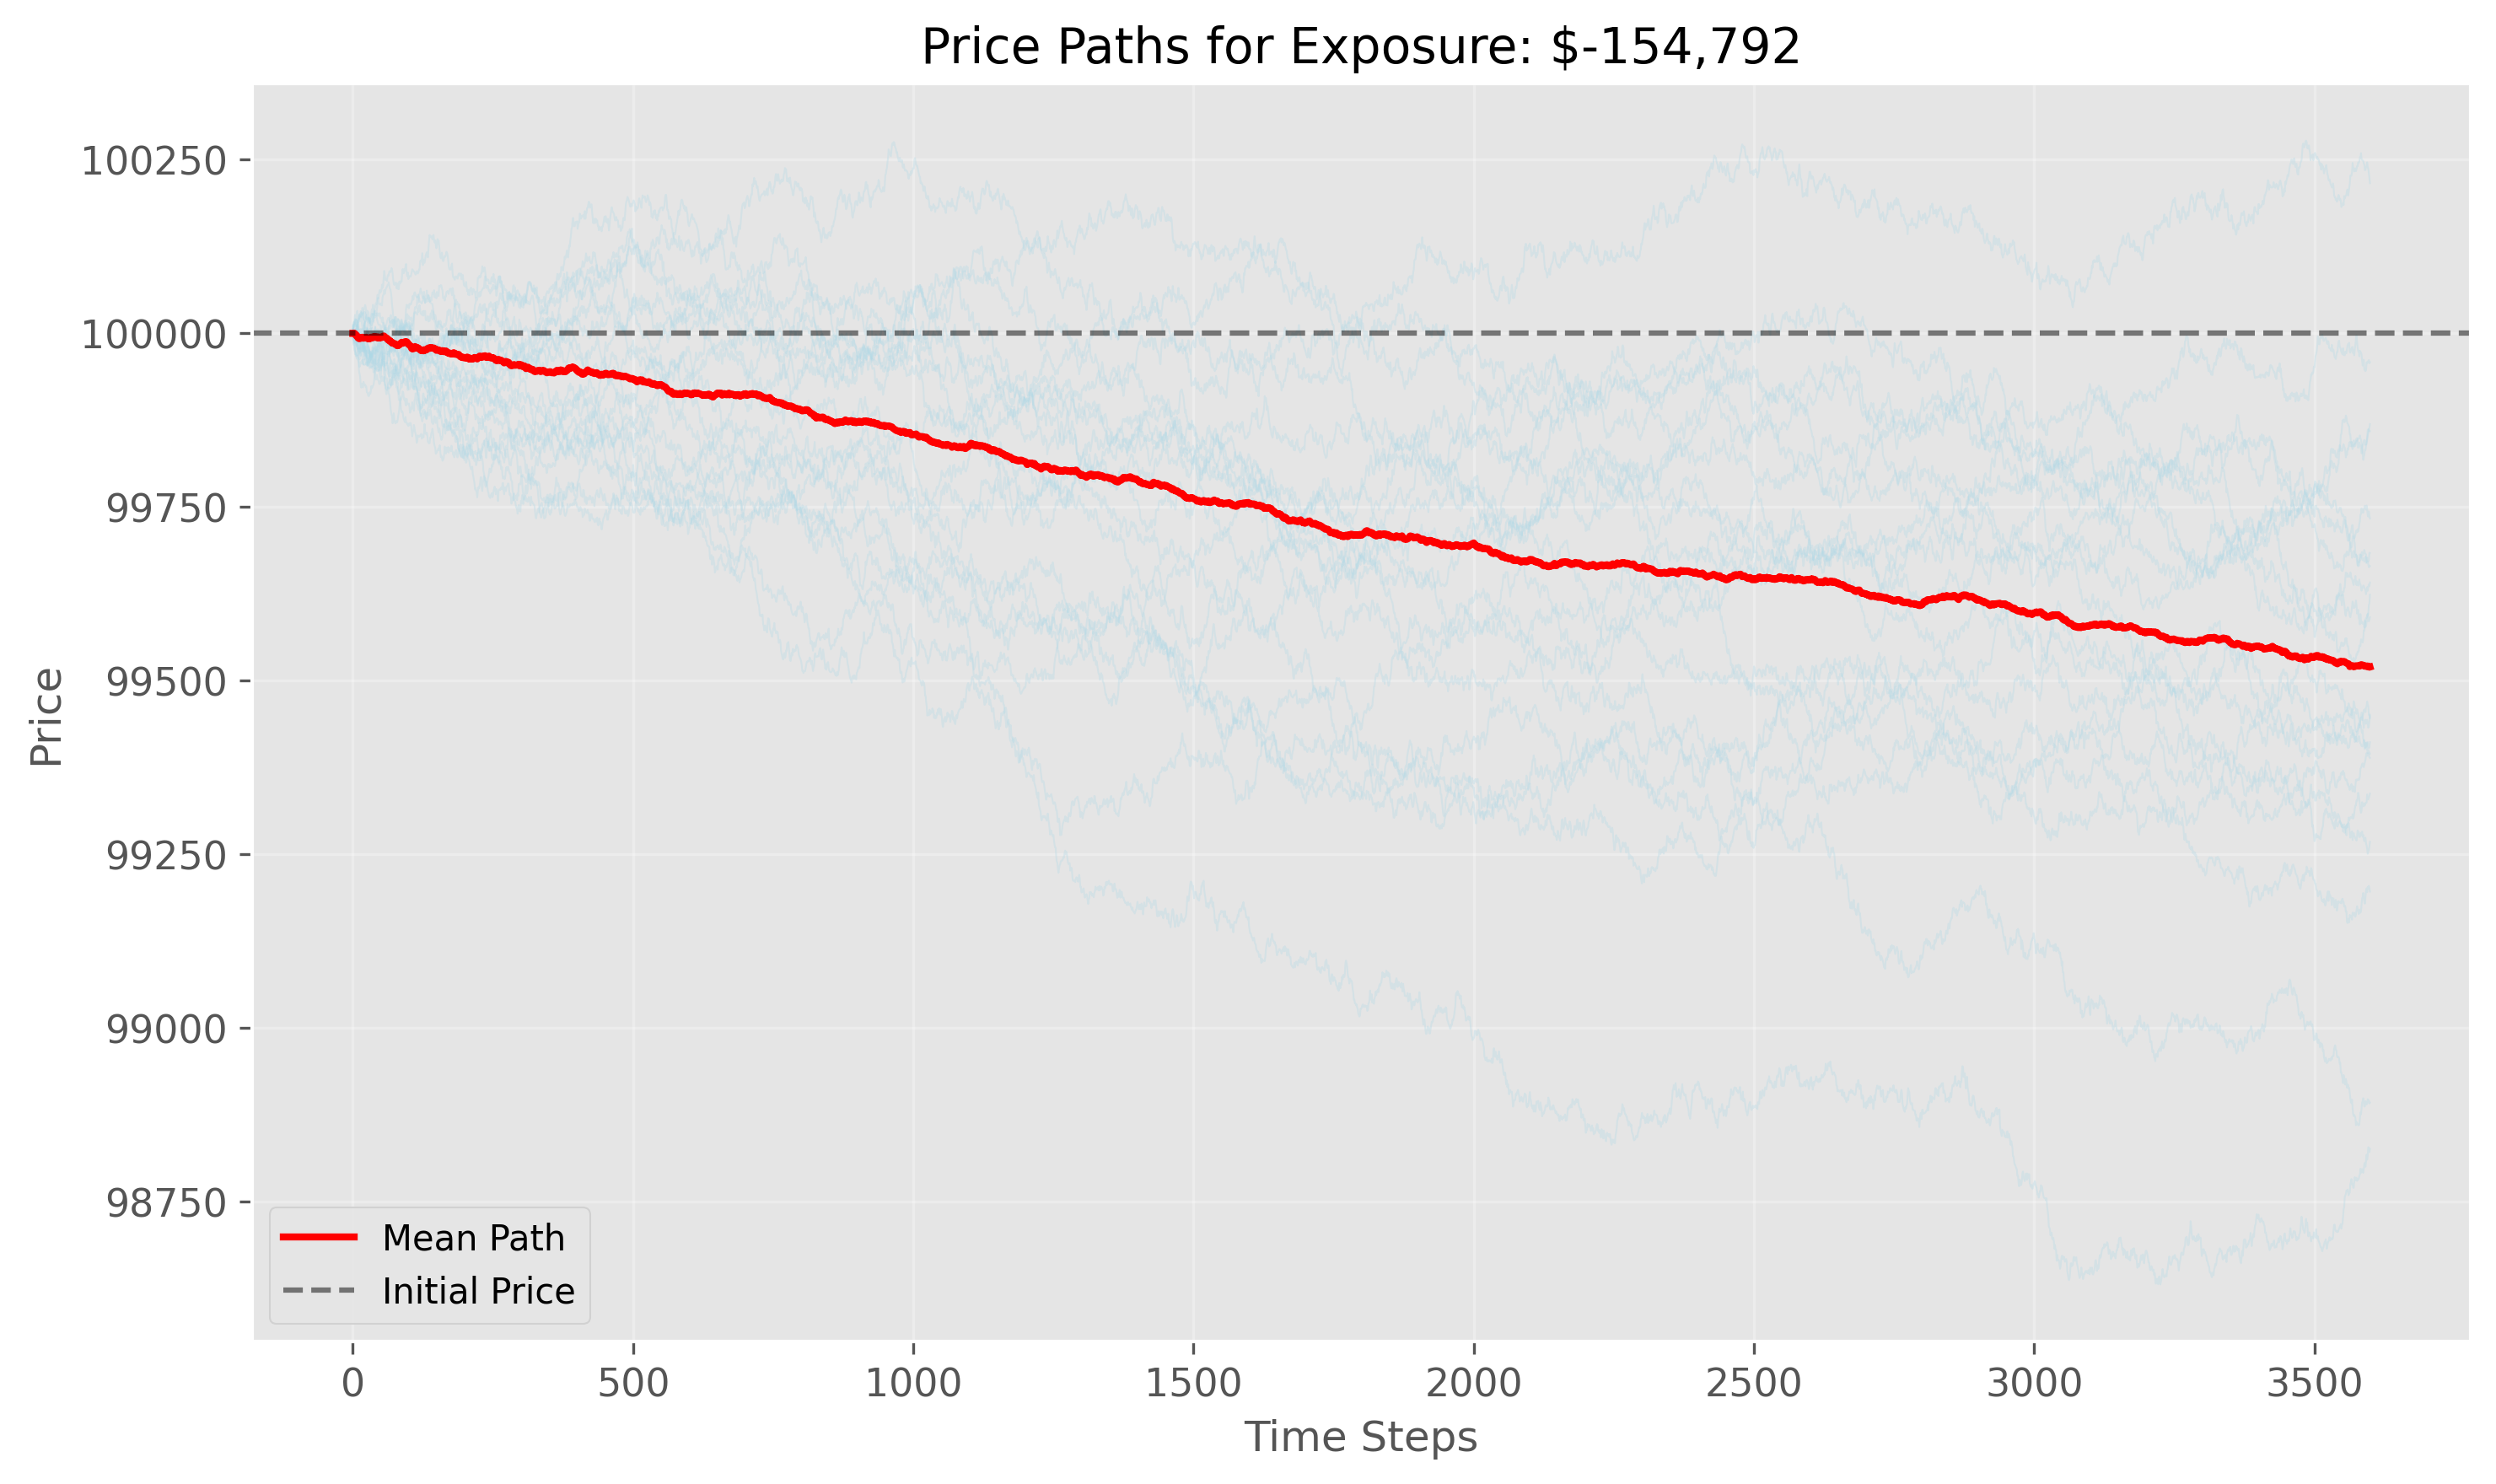 Price Paths for Exposure: $-154,792
100250
100000
99750
99500
99250
99000
98750
Price
Mean Path
Initial Price
0 500 1000 1500 2000 2500 3000 3500
Time Steps